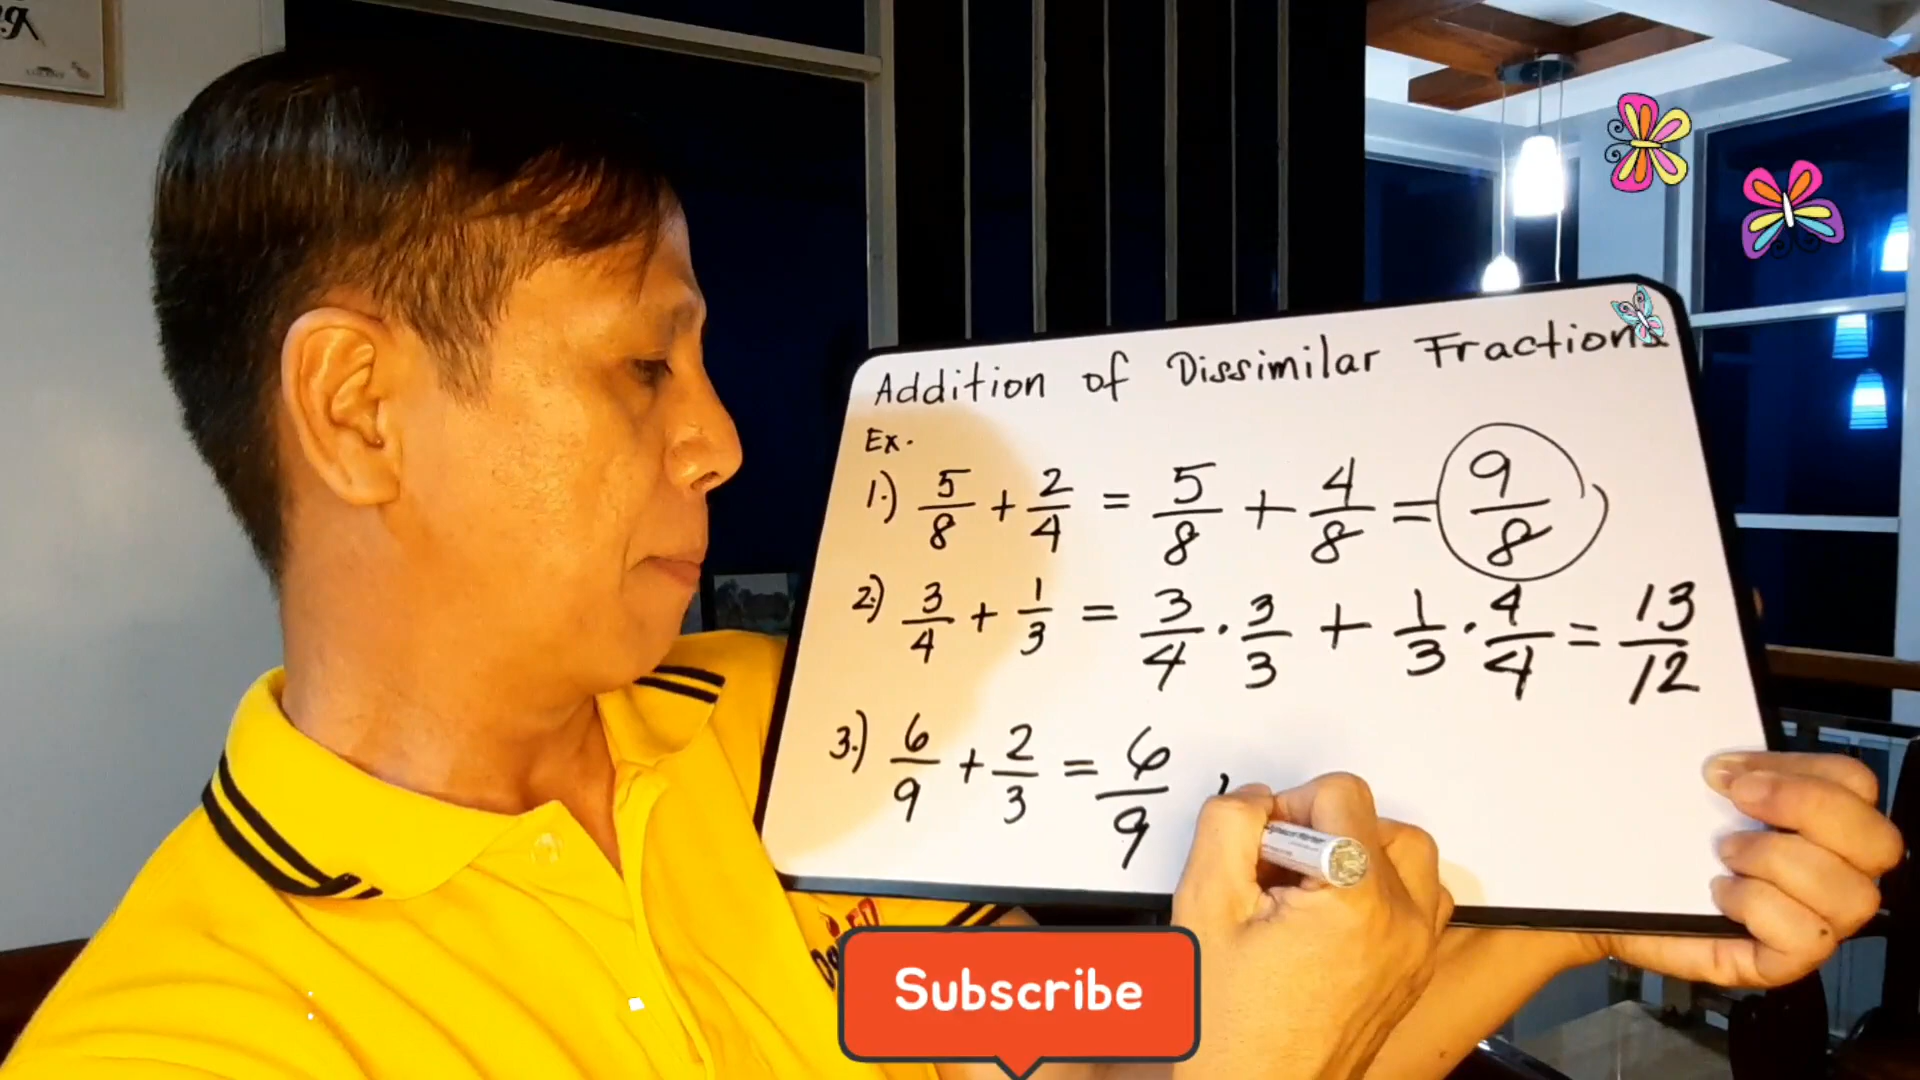 Addition of Dissimilar Fractions
Ex.
1.) 5/8 + 2/4 = 5/8 + 4/8 = 9/8
2.) 3/4 + 1/3 = 3/4 · 3/3 + 1/3 · 4/4 = 13/12
3.) 6/9 + 2/3 = 6/9
Subscribe